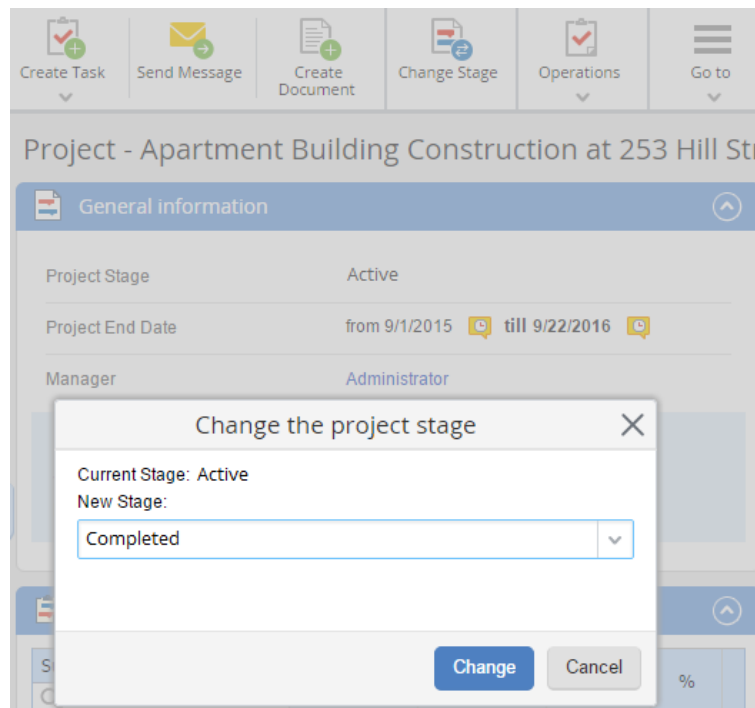 Create Task
Send Message
Create
Document
Change Stage
Operations
Go to
Project - Apartment Building Construction at 253 Hill
General information
Project Stage
Active
Project End Date
from 9/1/2015
till 9/22/2016
Manager
Administrator
Change the project stage
Current Stage: Active
New Stage:
Completed
Change
Cancel
%